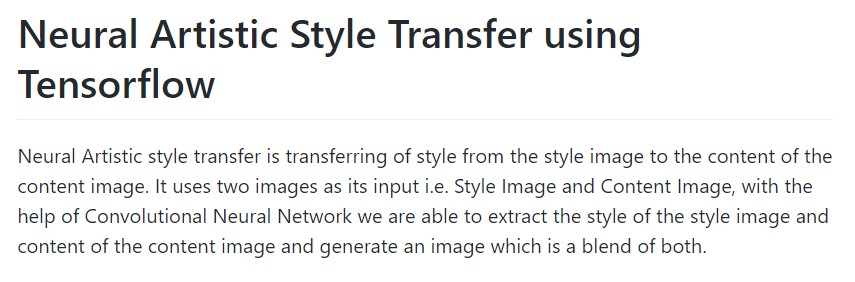 Neural Artistic Style Transfer using
Tensorflow
Neural Artistic style transfer is transferring of style from the style image to the content of the
content image. It uses two images as its input i.e. Style Image and Content Image, with the
help of Convolutional Neural Network we are able to extract the style of the style image and
content of the content image and generate an image which is a blend of both.